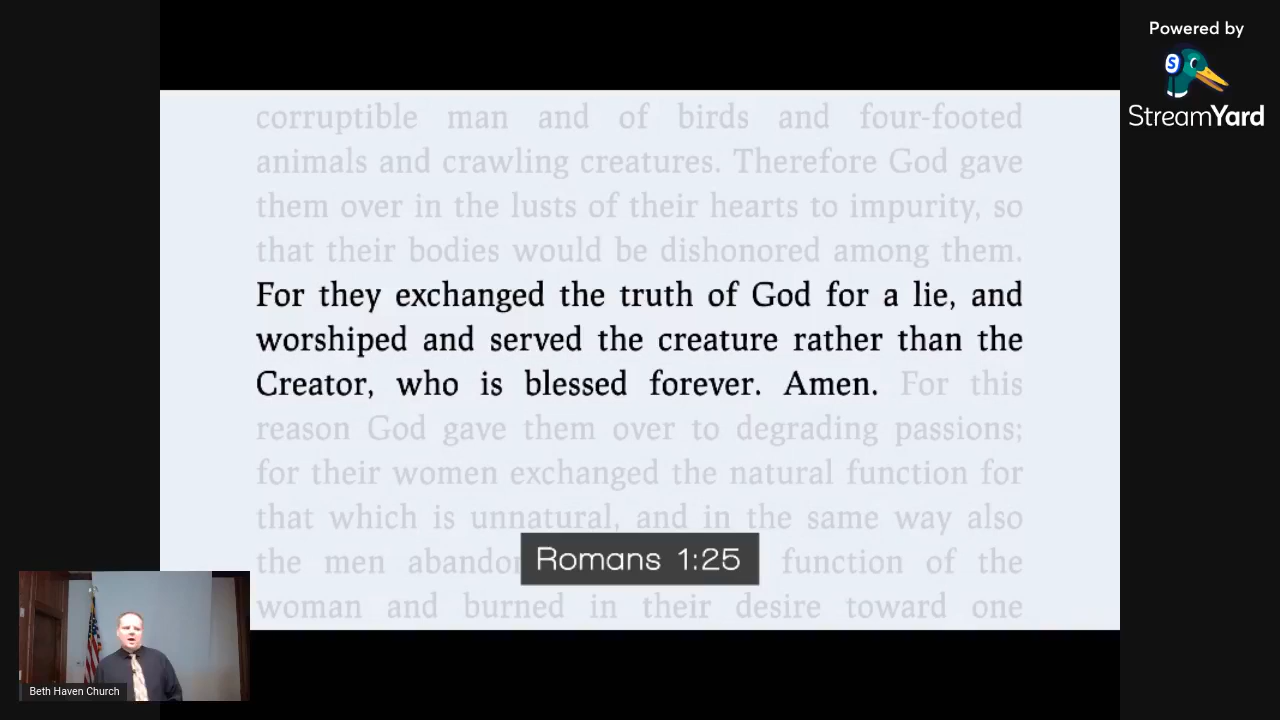 Powered by
StreamYard
corruptible man and of birds and four-footed
animals and crawling creatures. Therefore God gave
them over in the lusts of their hearts to impurity, so
that their bodies would be dishonored among them.
For they exchanged the truth of God for a lie, and
worshiped and served the creature rather than the
Creator, who is blessed forever. Amen. For this
reason God gave them over to degrading passions;
for their women exchanged the natural function for
that which is unnatural, and in the same way also
the men function of the
Romans 1:25
woman and burned in their desire toward one
Beth Haven Church